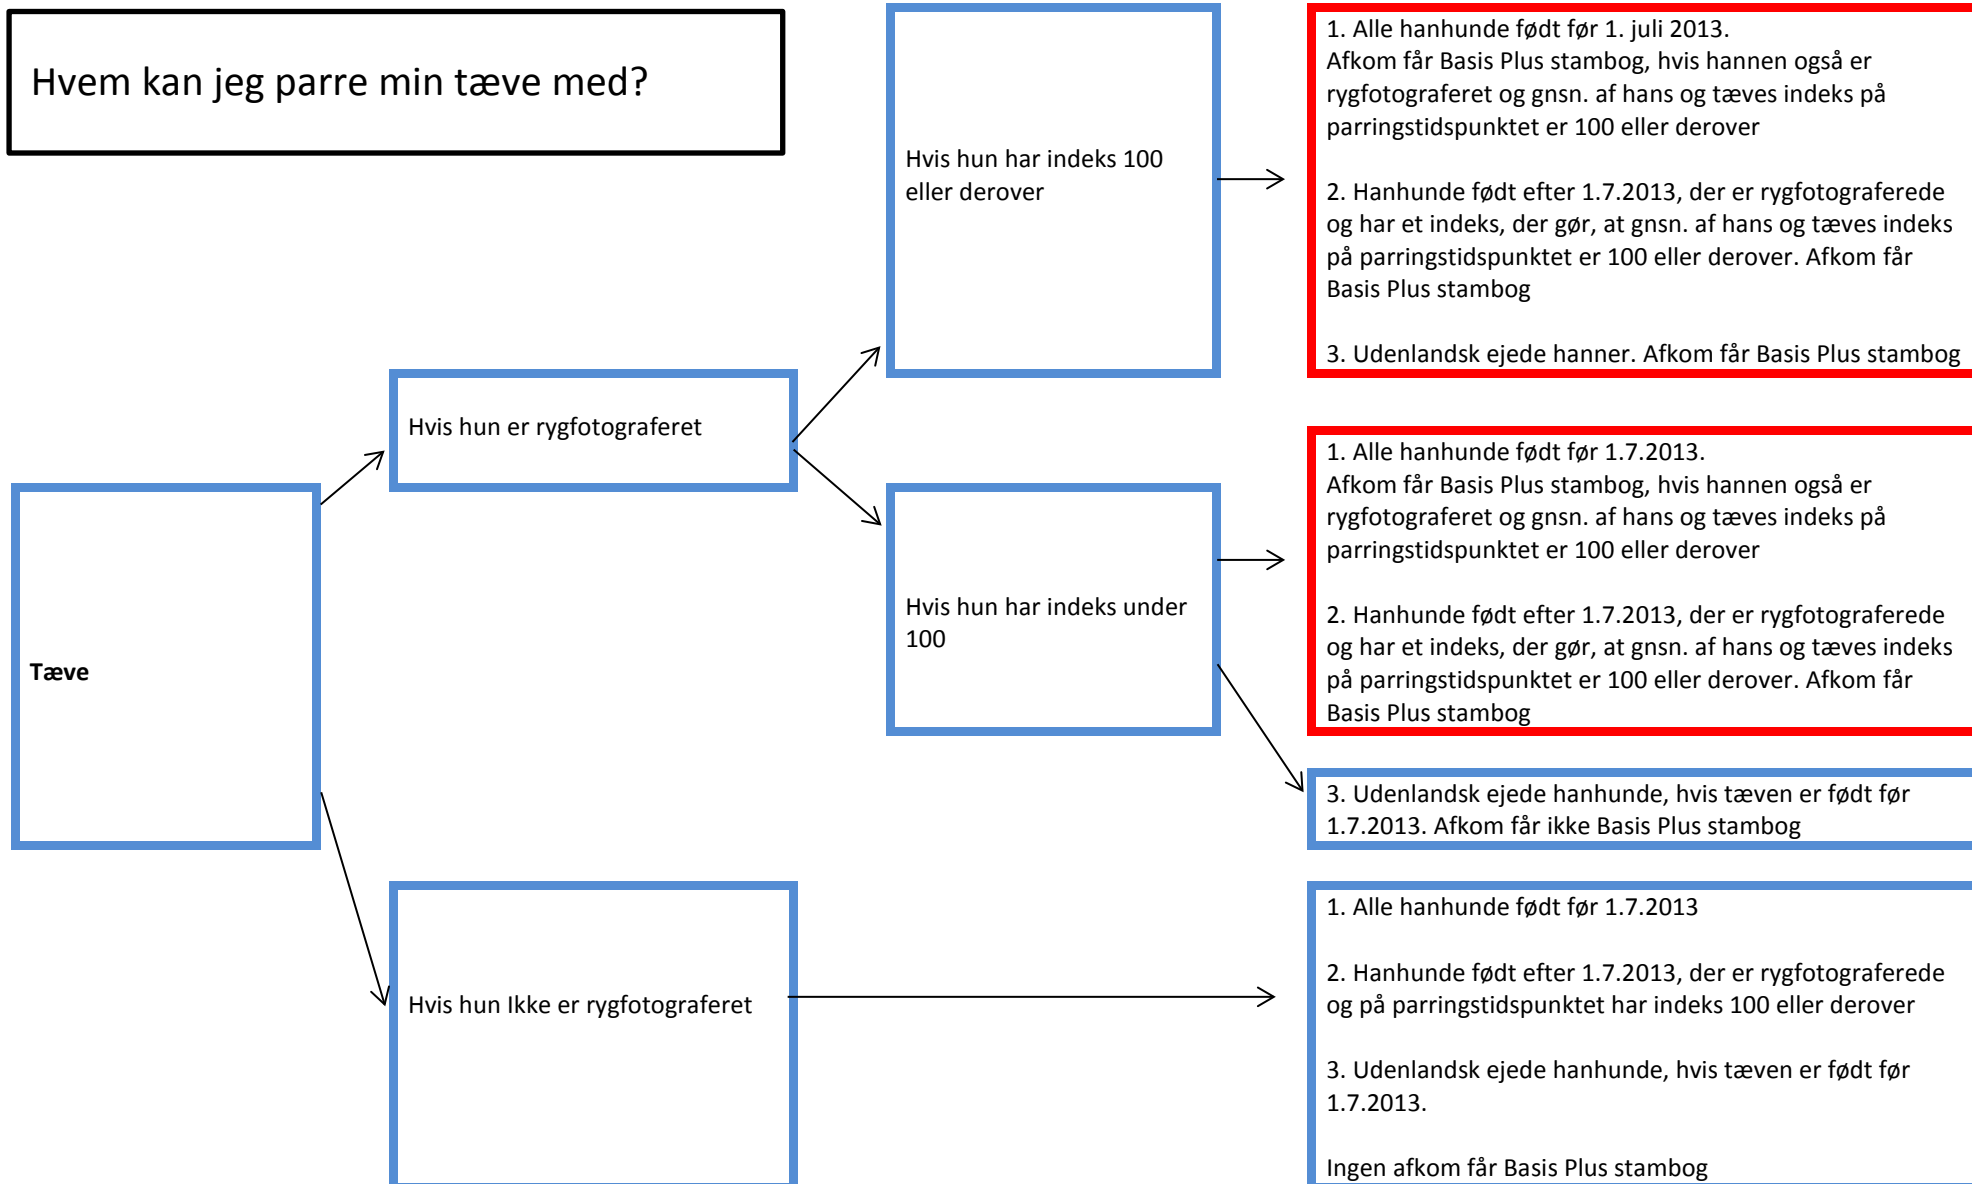 Hvem kan jeg parre min tæve med?
Tæve
Hvis hun er rygfotograferet
Hvis hun Ikke er rygfotograferet
Hvis hun har indeks 100
eller derover
Hvis hun har indeks under
100
1. Alle hanhunde født før 1. juli 2013.
Afkom får Basis Plus stambog, hvis hannen også er
rygfotograferet og gnsn. af hans og tæves indeks på
parringstidspunktet er 100 eller derover
2. Hanhunde født efter 1.7.2013, der er rygfotograferede
og har et indeks, der gør, at gnsn. af hans og tæves indeks
på parringstidspunktet er 100 eller derover. Afkom får
Basis Plus stambog
3. Udenlandsk ejede hanner. Afkom får Basis Plus stambog
1. Alle hanhunde født før 1.7.2013.
Afkom får Basis Plus stambog, hvis hannen også er
rygfotograferet og gnsn. af hans og tæves indeks på
parringstidspunktet er 100 eller derover
2. Hanhunde født efter 1.7.2013, der er rygfotograferede
og har et indeks, der gør, at gnsn. af hans og tæves indeks
på parringstidspunktet er 100 eller derover. Afkom får
Basis Plus stambog
3. Udenlandsk ejede hanhunde, hvis tæven er født før
1.7.2013. Afkom får ikke Basis Plus stambog
1. Alle hanhunde født før 1.7.2013
2. Hanhunde født efter 1.7.2013, der er rygfotograferede
og på parringstidspunktet har indeks 100 eller derover
3. Udenlandsk ejede hanhunde, hvis tæven er født før
1.7.2013.
Ingen afkom får Basis Plus stambog